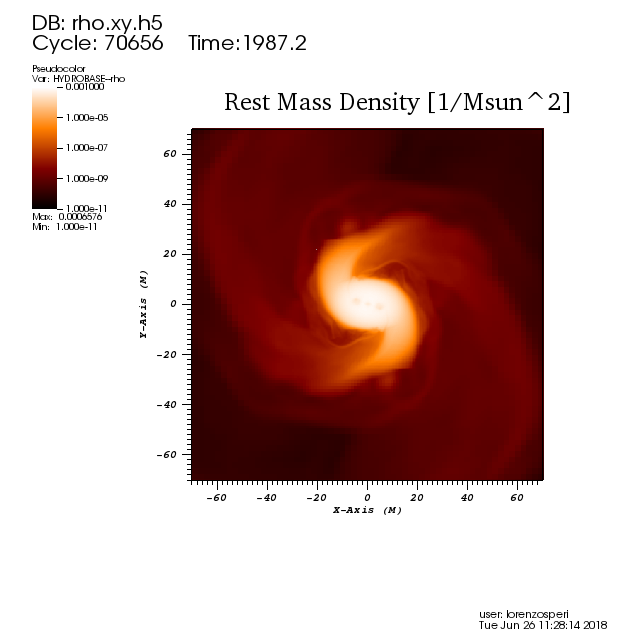 DB: rho.xy.h5
Cycle: 70656 Time:1987.2
Pseudocolor
Var: HYDROBASE--rho
0.001000
1.000e-05
1.000e-07
1.000e-09
1.000e-11
Max: 0.0006576
Min: 1.000e-11
Rest Mass Density [1/Msun^2]
60
40
20
0
-20
-40
-60
Y-Axis (M)
-60 -40 -20 0 20 40 60
X-Axis (M)
user: lorenzosperi
Tue Jun 26 11:28:14 2018